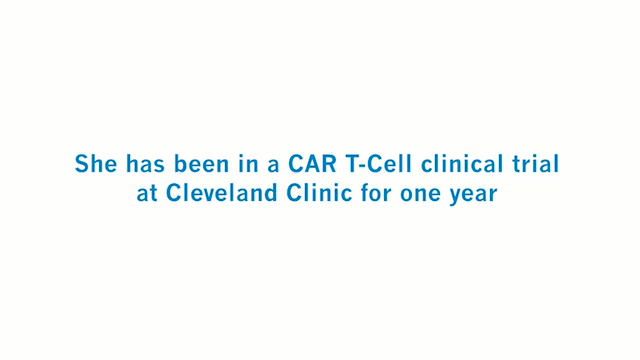 She has been in a CAR T-Cell clinical trial
at Cleveland Clinic for one year